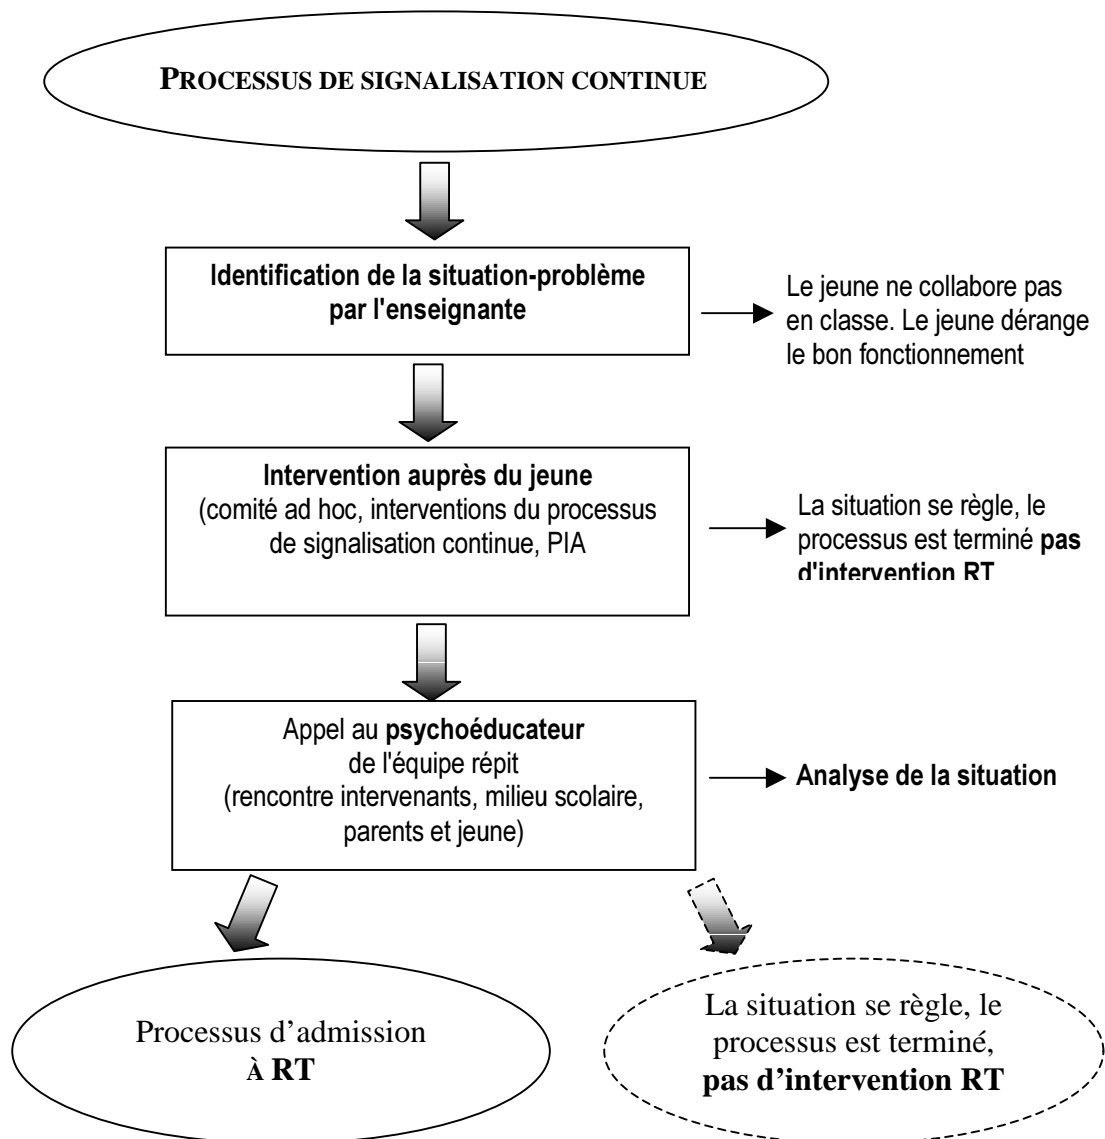 PROCESSUS DE SIGNALISATION CONTINUE
Identification de la situation-problème
par l'enseignante
Le jeune ne collabore pas
en classe. Le jeune dérange
le bon fonctionnement
Intervention auprès du jeune
(comité ad hoc, interventions du processus
de signalisation continue, PIA
La situation se règle, le
processus est terminé pas
d'intervention RT
Appel au psychoéducateur
de l'équipe répit
(rencontre intervenants, milieu scolaire,
parents et jeune)
Analyse de la situation
Processus d’admission
À RT
La situation se règle, le
processus est terminé,
pas d’intervention RT